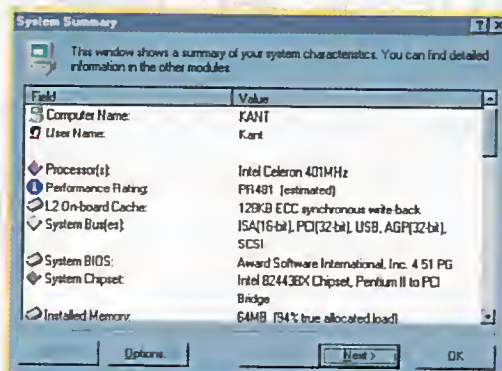 System Summary
This window shows a summary of your system characteristics. You can find detailed
information in the other modules
Field Value
Computer Name: KANT
User Name: Kant
Processor(s): Intel Celeron 401MHz
Performance Rating: PR481 (estimated)
L2 On-board Cache: 128KB ECC synchronous write-back
System Bus(es): ISA(16-bit), PCI(32-bit), USB, AGP(32-bit),
SCSI
System BIOS: Award Software International, Inc. 4.51 PG
System Chipset: Intel 82443BX Chipset, Pentium II to PCI
Bridge
Installed Memory: 64MB (94% true allocated load)
Options. Next > OK